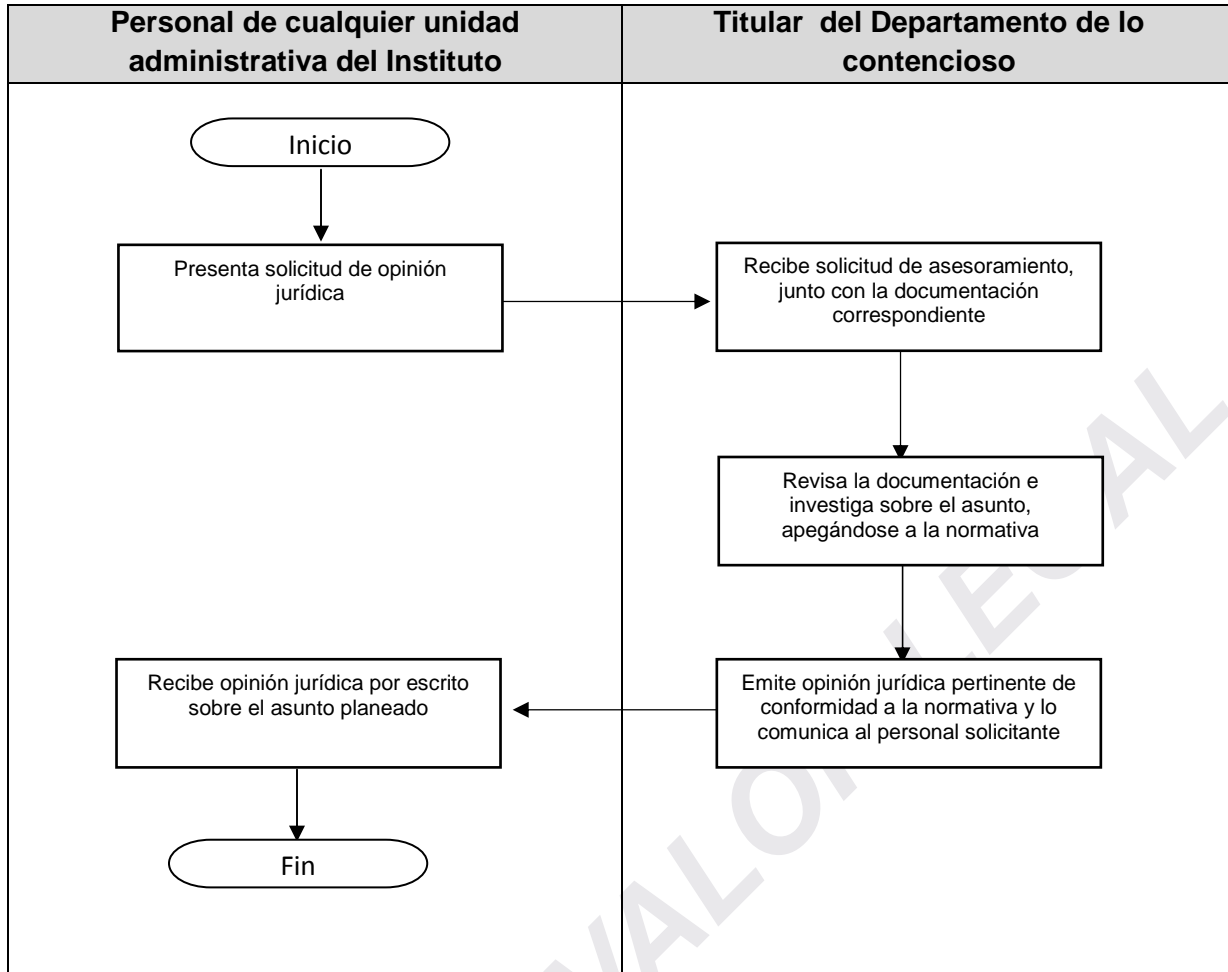 Personal de cualquier unidad
administrativa del Instituto
Titular del Departamento de lo
contencioso
Inicio
Presenta solicitud de opinión
jurídica
Recibe solicitud de asesoramiento,
junto con la documentación
correspondiente
Revisa la documentación e
investiga sobre el asunto,
apegándose a la normativa
Emite opinión jurídica pertinente de
conformidad a la normativa y lo
comunica al personal solicitante
Recibe opinión jurídica por escrito
sobre el asunto planeado
Fin
VALOR LEGAL